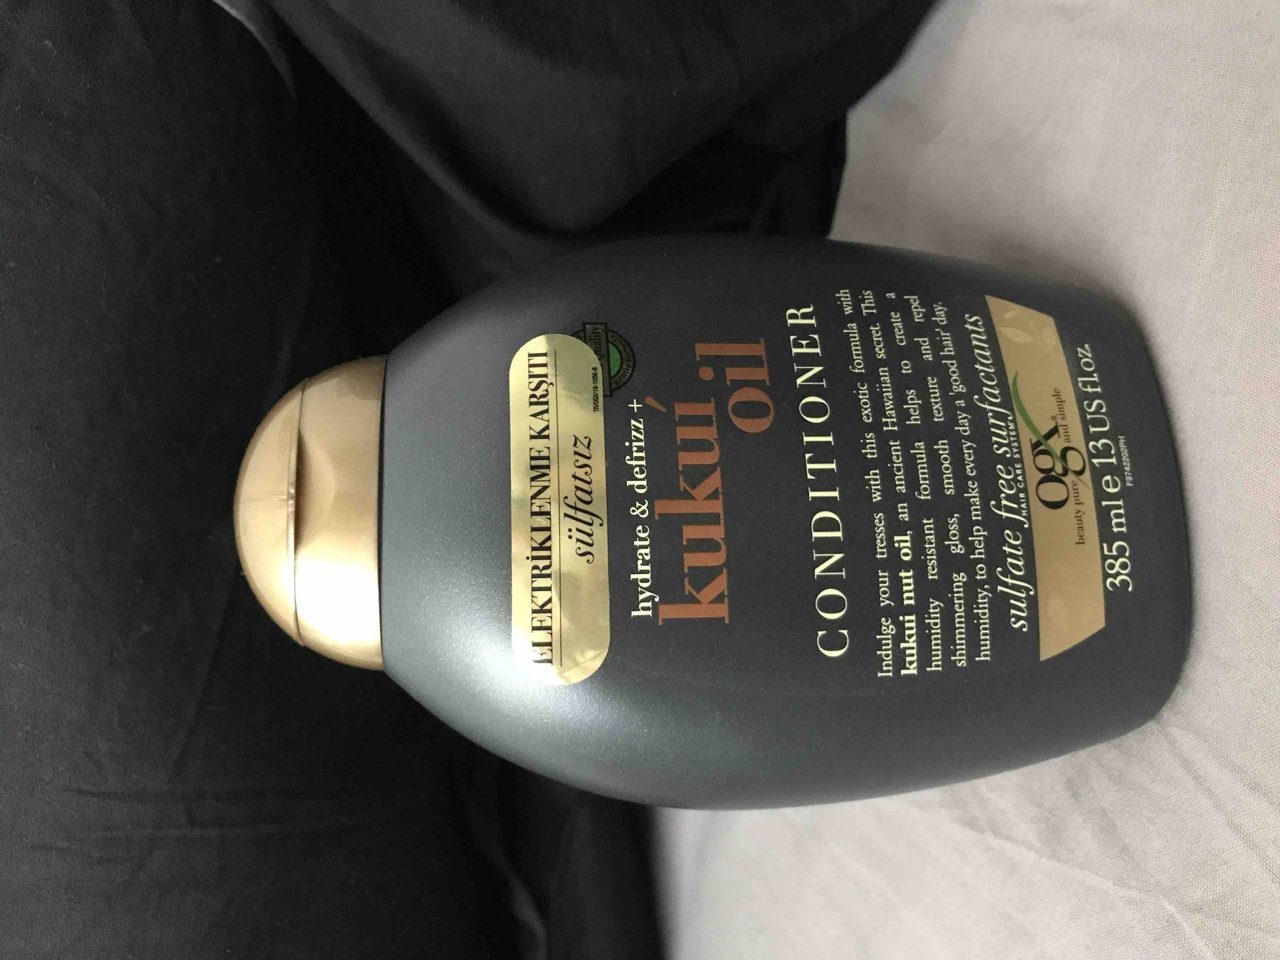 ELEKTRİKLENME KARŞITI
sülfatsız
hydrate & defrizz +
kukuí
oil
CONDITIONER
Indulge your tresses with this exotic formula with
kukui nut oil, an ancient Hawaiian secret. This
humidity resistant formula helps to create a
shimmering gloss, smooth texture and repel
humidity, to help make every day a 'good hair' day.
sulfate free surfactants
HAIR CARE SYSTEM
ogx
beauty pure and simple
385 ml e 13 US fl.oz.